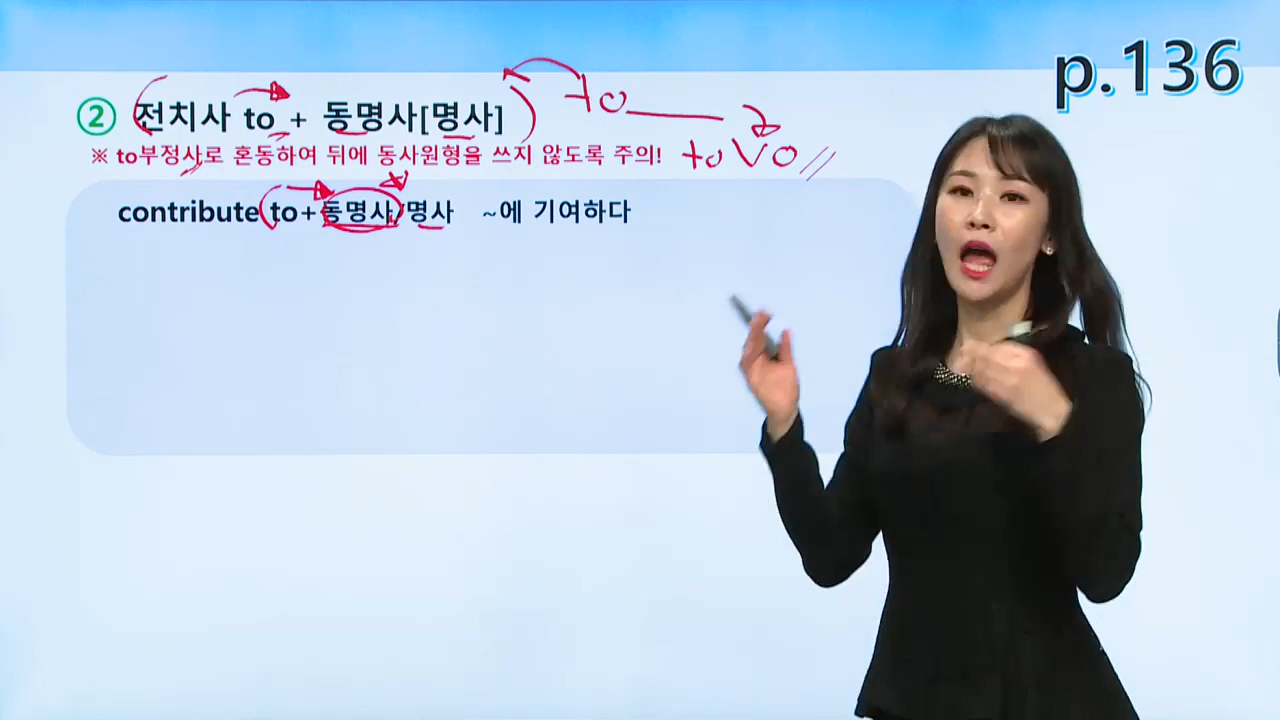 p.136
② 전치사 to + 동명사[명사]
to
※ to부정사로 혼동하여 뒤에 동사원형을 쓰지 않도록 주의!
to V
contribute to+동명사/명사 ~에 기여하다